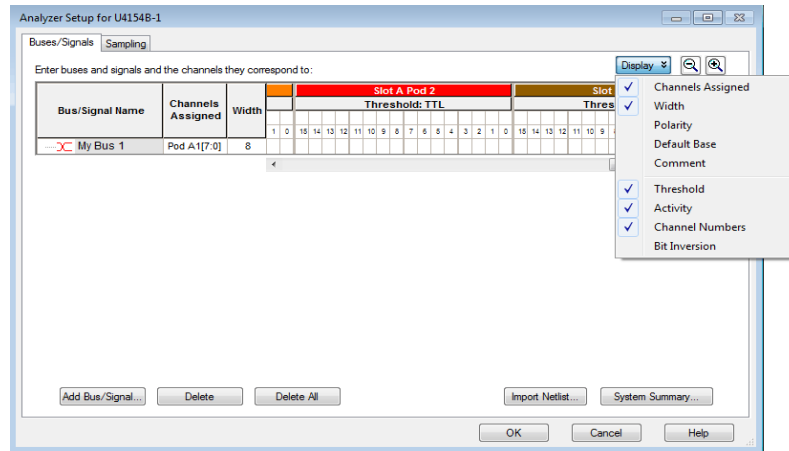 Analyzer Setup for U4154B-1
Buses/Signals Sampling
Enter buses and signals and the channels they correspond to:
Display
Bus/Signal Name Channels Assigned Width
Slot A Pod 2 Slot
Threshold: TTL Thres
1 0 15 14 13 12 11 10 9 8 7 6 5 4 3 2 1 0 15 14 13 12 11 10 9
My Bus 1 Pod A1[7:0] 8
Channels Assigned
Width
Polarity
Default Base
Comment
Threshold
Activity
Channel Numbers
Bit Inversion
Add Bus/Signal... Delete Delete All Import Netlist... System Summary...
OK Cancel Help